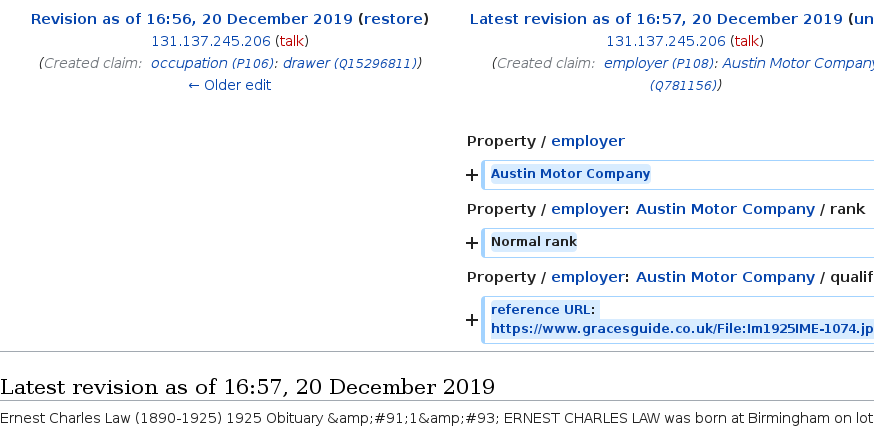 Revision as of 16:56, 20 December 2019 (restore)
131.137.245.206 (talk)
(Created claim: occupation (P106): drawer (Q15296811))
← Older edit
Latest revision as of 16:57, 20 December 2019 (un
131.137.245.206 (talk)
(Created claim: employer (P108): Austin Motor Company
(Q781156))
Property / employer
+ Austin Motor Company
Property / employer: Austin Motor Company / rank
+ Normal rank
Property / employer: Austin Motor Company / qualif
+ reference URL:
https://www.gracesguide.co.uk/File:Im1925IME-1074.jp
Latest revision as of 16:57, 20 December 2019
Ernest Charles Law (1890-1925) 1925 Obituary &amp;#91;1&amp;#93; ERNEST CHARLES LAW was born at Birmingham on lot